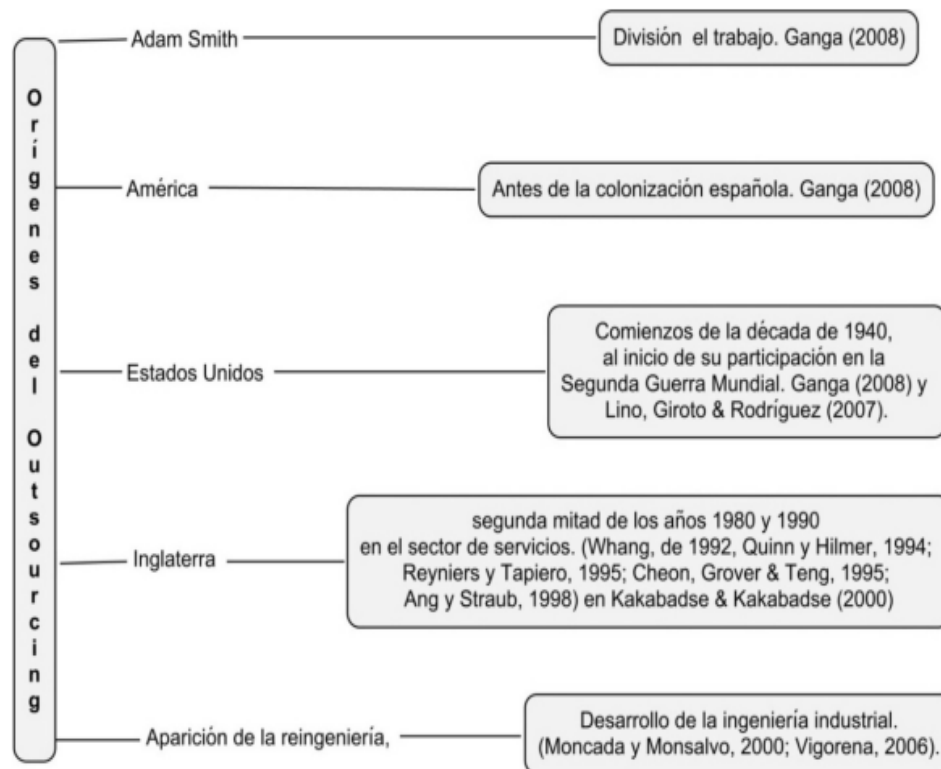 Orígenes del Outsourcing
Adam Smith
División el trabajo. Ganga (2008)
América
Antes de la colonización española. Ganga (2008)
Estados Unidos
Comienzos de la década de 1940,
al inicio de su participación en la
Segunda Guerra Mundial. Ganga (2008) y
Lino, Giroto & Rodríguez (2007).
Inglaterra
segunda mitad de los años 1980 y 1990
en el sector de servicios. (Whang, de 1992, Quinn y Hilmer, 1994;
Reyniers y Tapiero, 1995; Cheon, Grover & Teng, 1995;
Ang y Straub, 1998) en Kakabadse & Kakabadse (2000)
Aparición de la reingeniería,
Desarrollo de la ingeniería industrial.
(Moncada y Monsalvo, 2000; Vigorena, 2006).